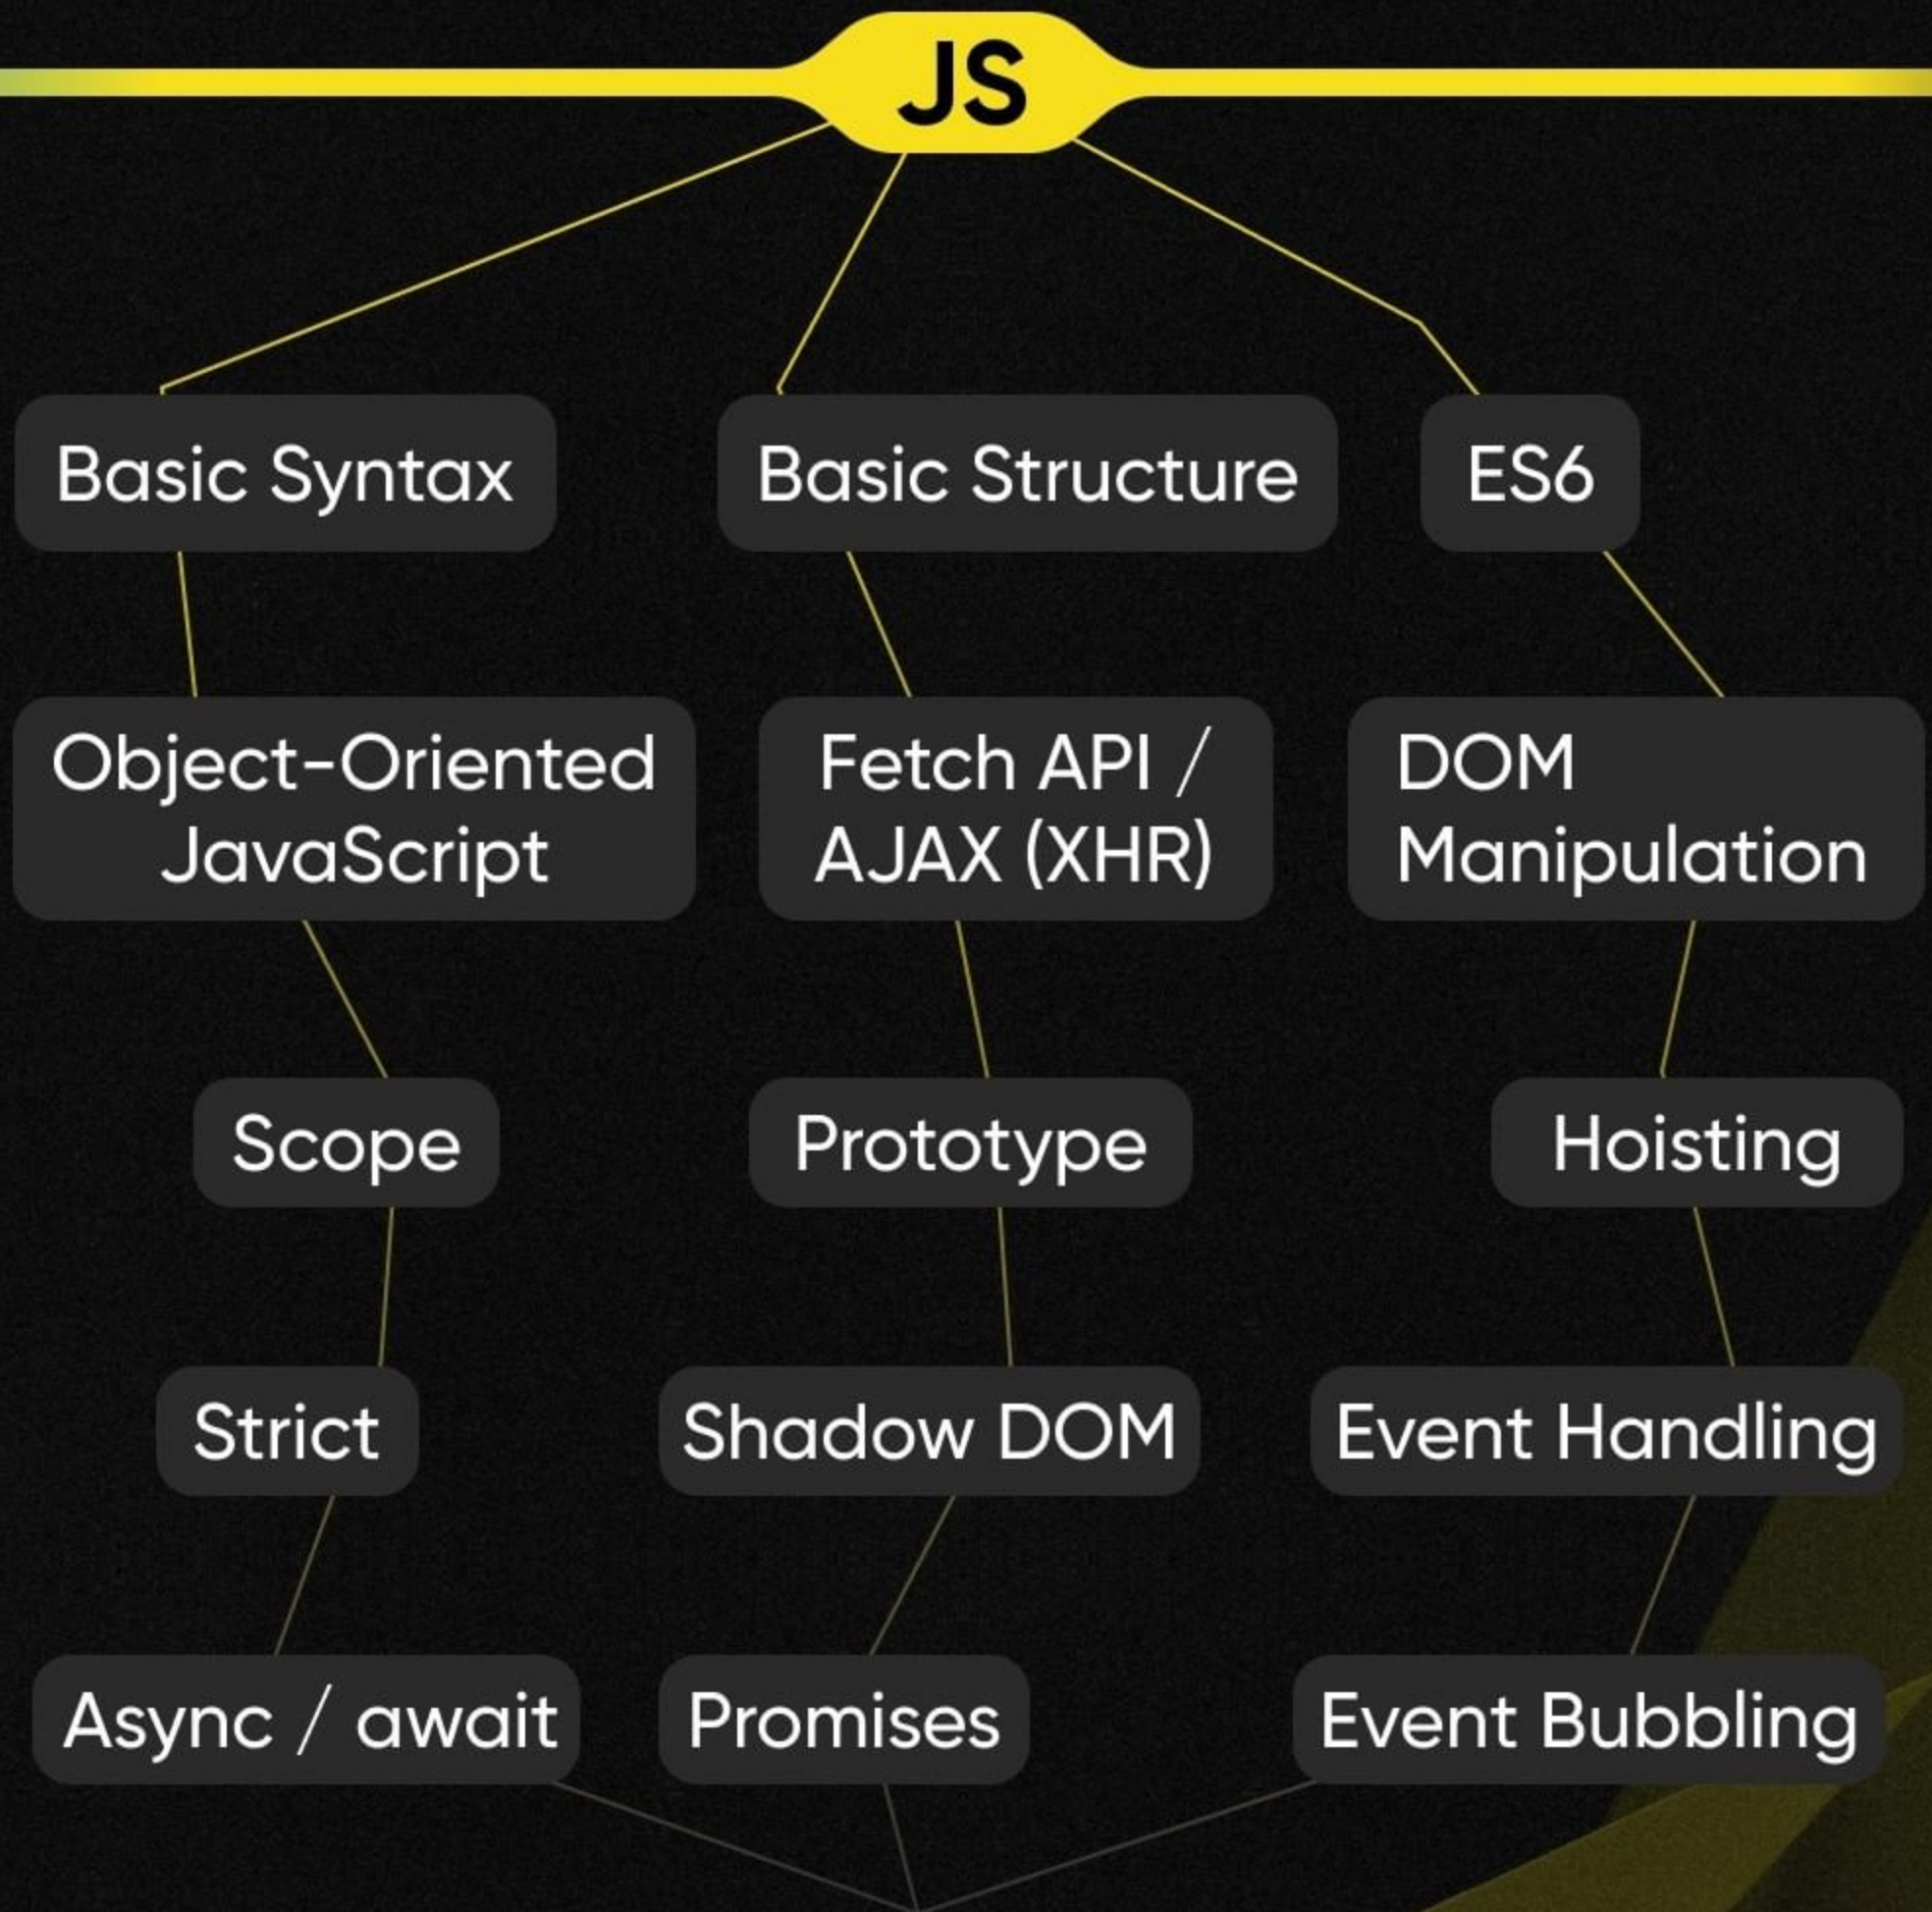 JS
Basic Syntax
Basic Structure
ES6
Object-Oriented
JavaScript
Fetch API /
AJAX (XHR)
DOM
Manipulation
Scope
Prototype
Hoisting
Strict
Shadow DOM
Event Handling
Async / await
Promises
Event Bubbling